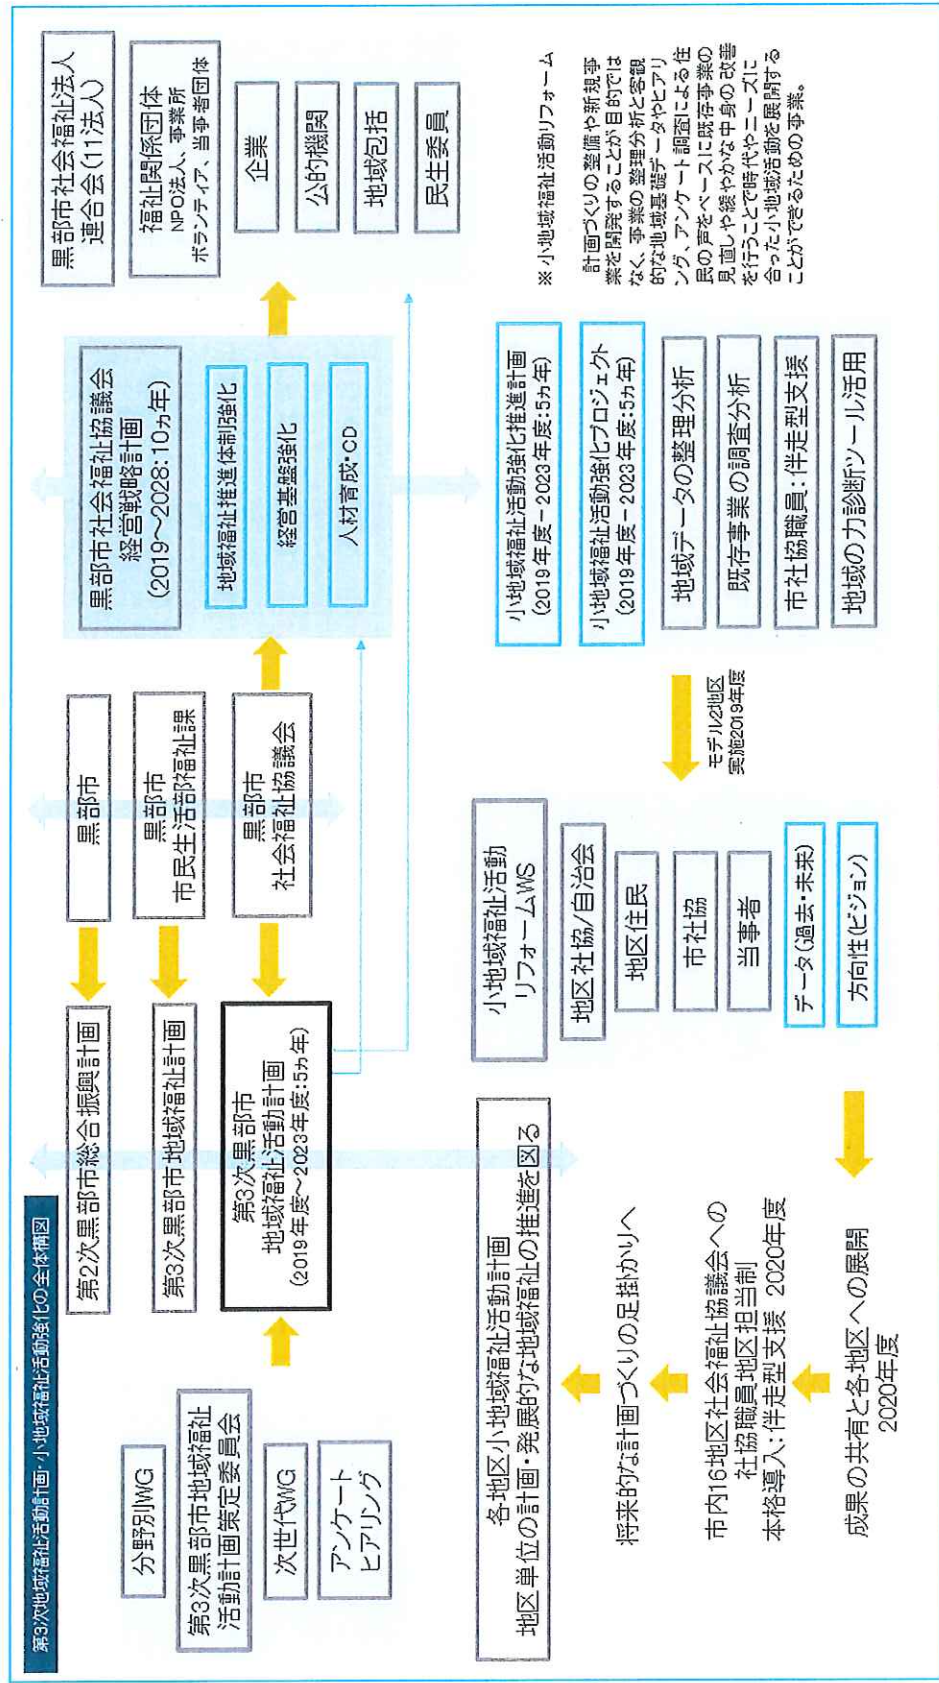 第3次地域福祉活動計画・小地域福祉活動強化の全体構図
分野別WG
第3次黒部市地域福祉
活動計画策定委員会
次世代WG
アンケート
ヒアリング
第2次黒部市総合振興計画
第3次黒部市地域福祉計画
第3次黒部市
地域福祉活動計画
(2019年度～2023年度:5ヵ年)
黒部市
黒部市
市民生活部福祉課
黒部市
社会福祉協議会
黒部市社会福祉協議会
経営戦略計画
(2019～2028:10ヵ年)
地域福祉推進体制強化
経営基盤強化
人材育成・CD
黒部市社会福祉法人
連合会(11法人)
福祉関係団体
NPO法人、事業所
ボランティア、当事者団体
企業
公的機関
地域包括
民生委員
各地区小地域福祉活動計画
地区単位の計画・発展的な地域福祉の推進を図る
将来的な計画づくりの足掛かりへ
市内16地区社会福祉協議会への
社協職員地区担当制
本格導入:伴走型支援 2020年度
成果の共有と各地区への展開
2020年度
小地域福祉活動
リフォームWS
地区社協/自治会
地区住民
市社協
当事者
データ(過去・未来)
方向性(ビジョン)
モデル2地区
実施2019年度
小地域福祉活動強化推進計画
(2019年度－2023年度:5ヵ年)
小地域福祉活動強化プロジェクト
(2019年度－2023年度:5ヵ年)
地域データの整理分析
既存事業の調査分析
市社協職員:伴走型支援
地域の力診断ツール活用
※ 小地域福祉活動リフォーム
計画づくりの整備や新規事
業を開発することが目的では
なく、事業の整理分析と客観
的な地域基礎データやヒアリ
ング、アンケート調査による住
民の声をベースに既存事業の
見直しや緩やかな中身の改善
を行うことで時代やニーズに
合った小地域活動を展開する
ことができるための事業。